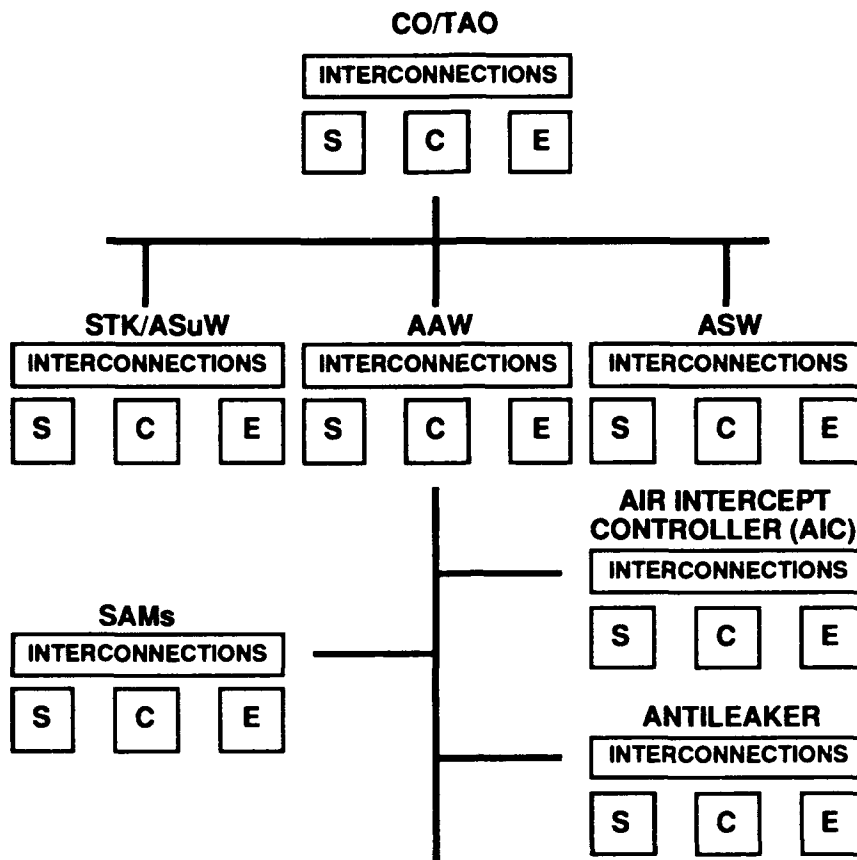 CO/TAO
INTERCONNECTIONS
S C E
STK/ASuW AAW ASW
INTERCONNECTIONS INTERCONNECTIONS INTERCONNECTIONS
S C E S C E S C E
AIR INTERCEPT
CONTROLLER (AIC)
INTERCONNECTIONS
S C E
SAMs
INTERCONNECTIONS
S C E
ANTILEAKER
INTERCONNECTIONS
S C E